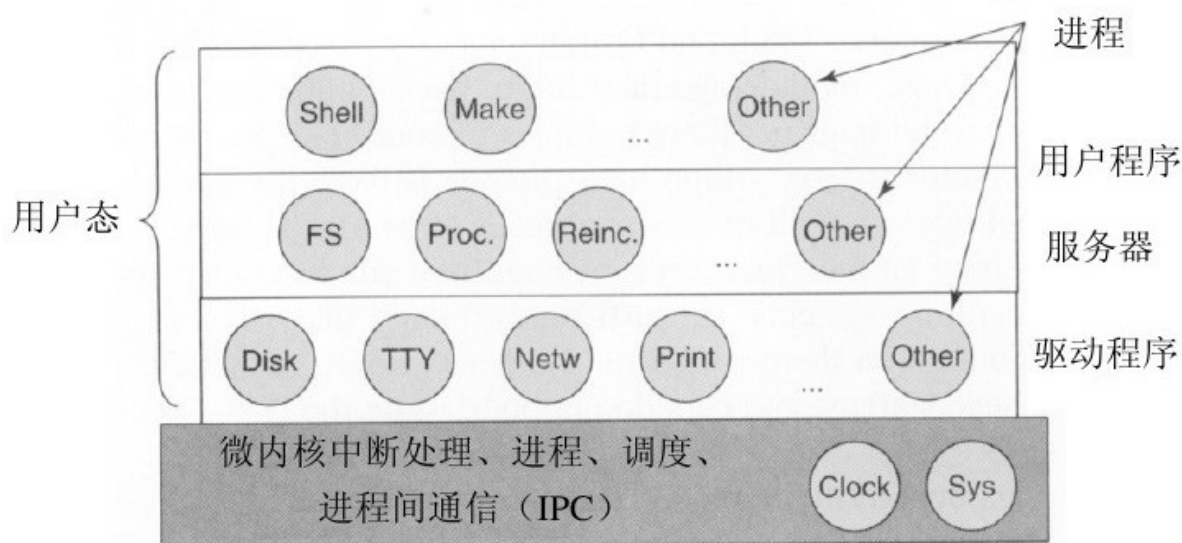 进程
Shell Make ... Other
用户程序
用户态
FS Proc. Reinc. ... Other
服务器
Disk TTY Netw Print ... Other
驱动程序
微内核中断处理、进程、调度、
进程间通信（IPC）
Clock Sys